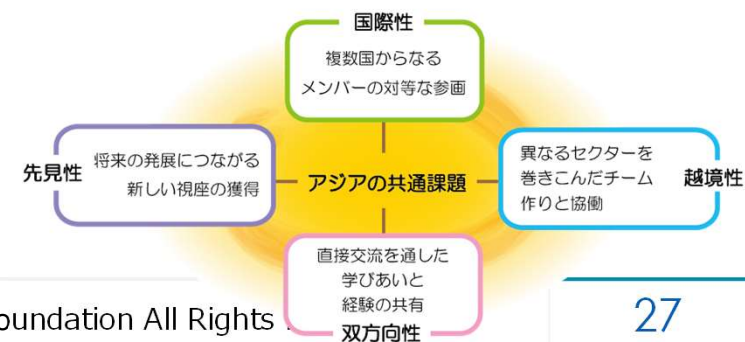 国際性
複数国からなる
メンバーの対等な参画
先見性
将来の発展につながる
新しい視座の獲得
アジアの共通課題
異なるセクターを
巻きこんだチーム
作りと協働
越境性
直接交流を通した
学びあいと
経験の共有
双方向性
oundation All Rights
27